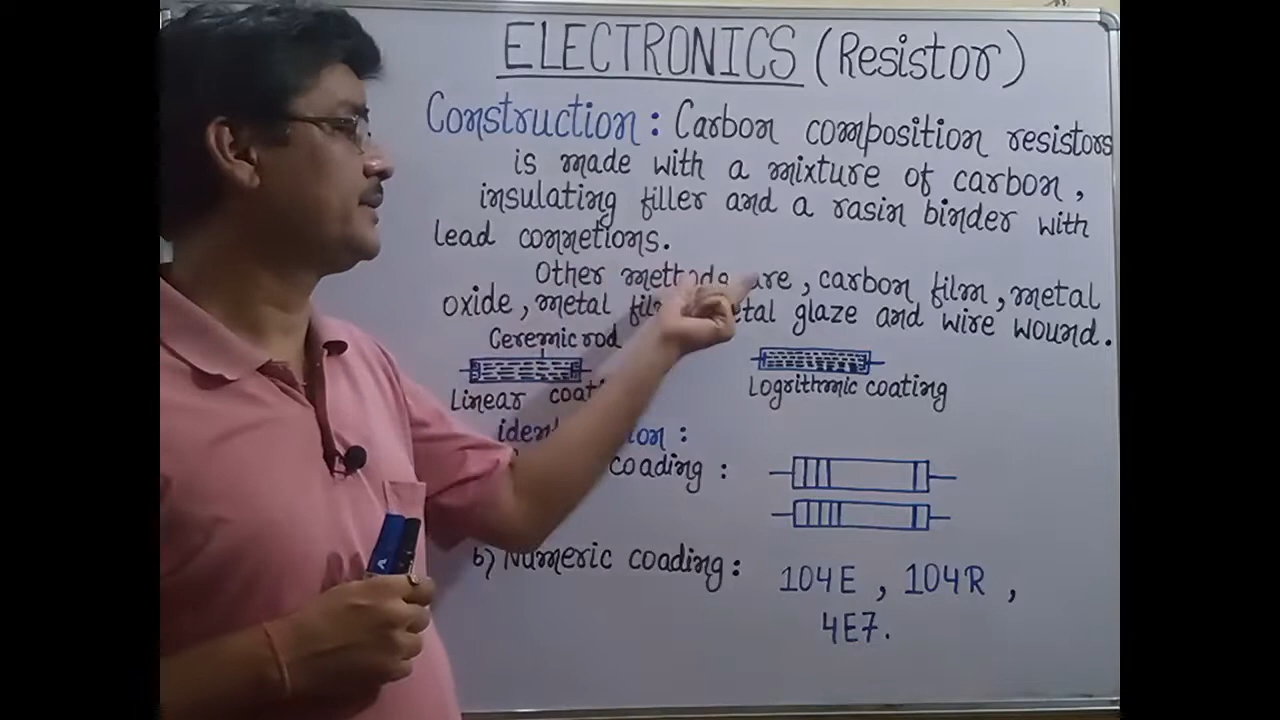 ELECTRONICS (Resistor)
Construction : Carbon composition resistors
is made with a mixture of carbon,
insulating filler and a rasin binder with
lead connetions.
Other methods are, carbon film, metal
oxide, metal glaze and wire wound.
Ceremic rod
Linear
Logrithmic coating
coading :
b) Numeric coading :
104E , 104R ,
4E7.